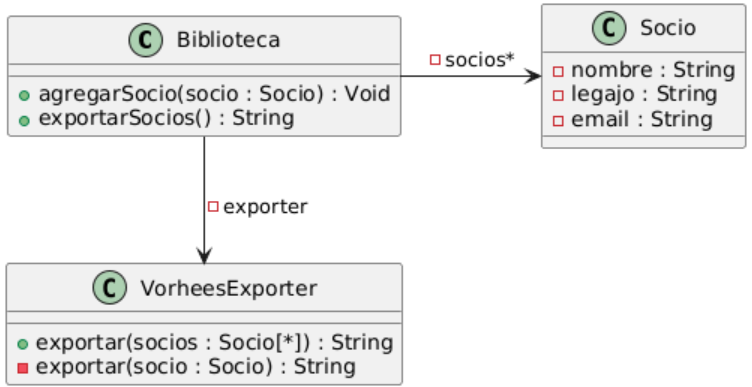 C Biblioteca
agregarSocio(socio : Socio) : Void
exportarSocios() : String
socios*
C Socio
nombre : String
legajo : String
email : String
exporter
C VorheesExporter
exportar(socios : Socio[*]) : String
exportar(socio : Socio) : String